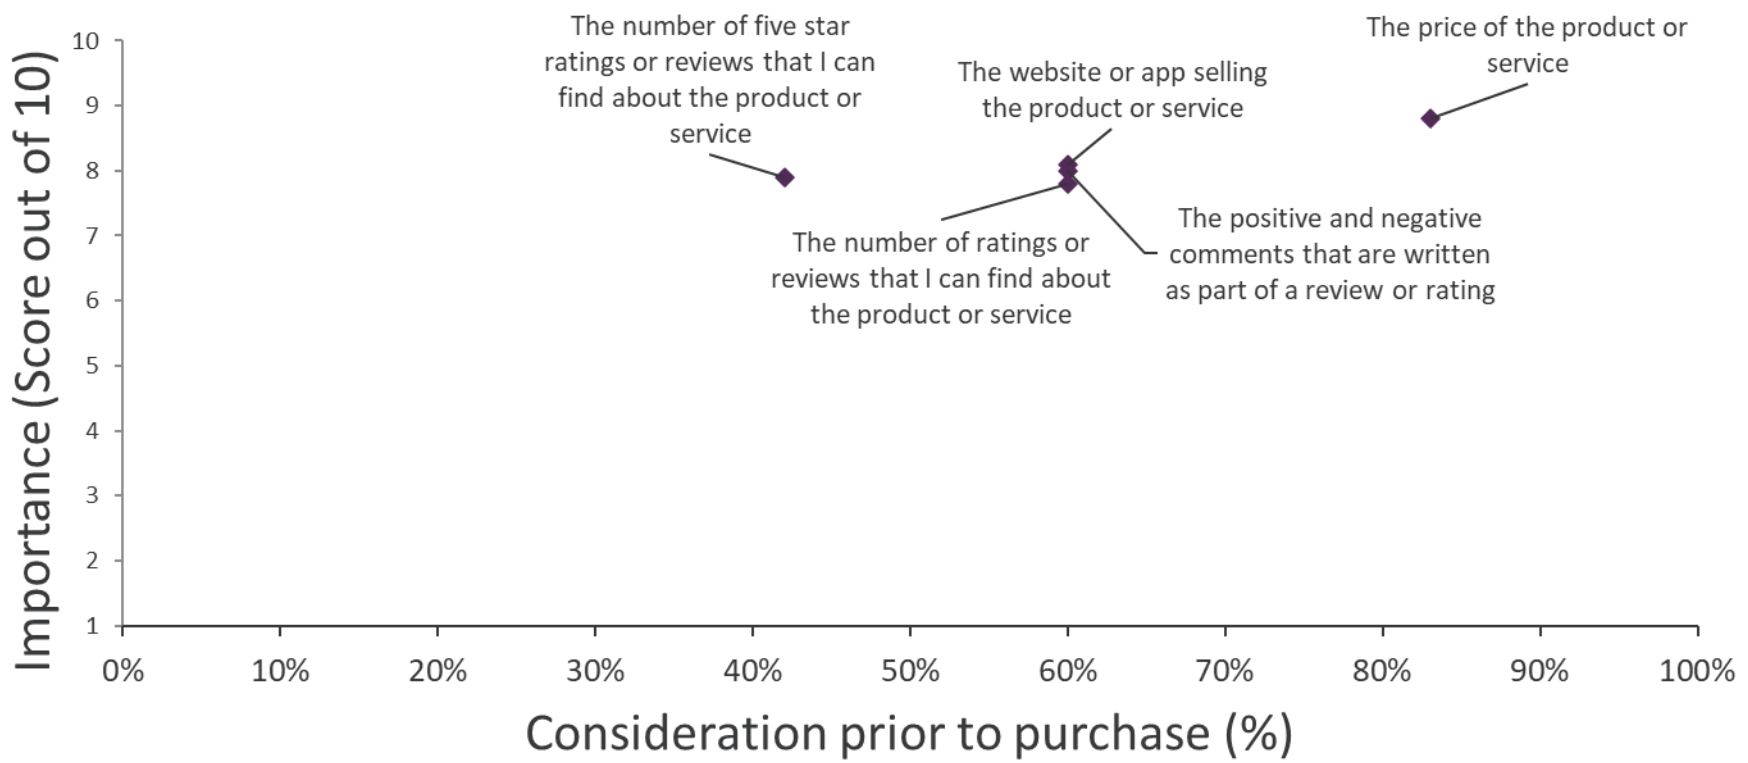 The number of five star
ratings or reviews that I can
find about the product or
service
The website or app selling
the product or service
The price of the product or
service
The number of ratings or
reviews that I can find about
the product or service
The positive and negative
comments that are written
as part of a review or rating
Importance (Score out of 10)
10
9
8
7
6
5
4
3
2
1
0%
10%
20%
30%
40%
50%
60%
70%
80%
90%
100%
Consideration prior to purchase (%)